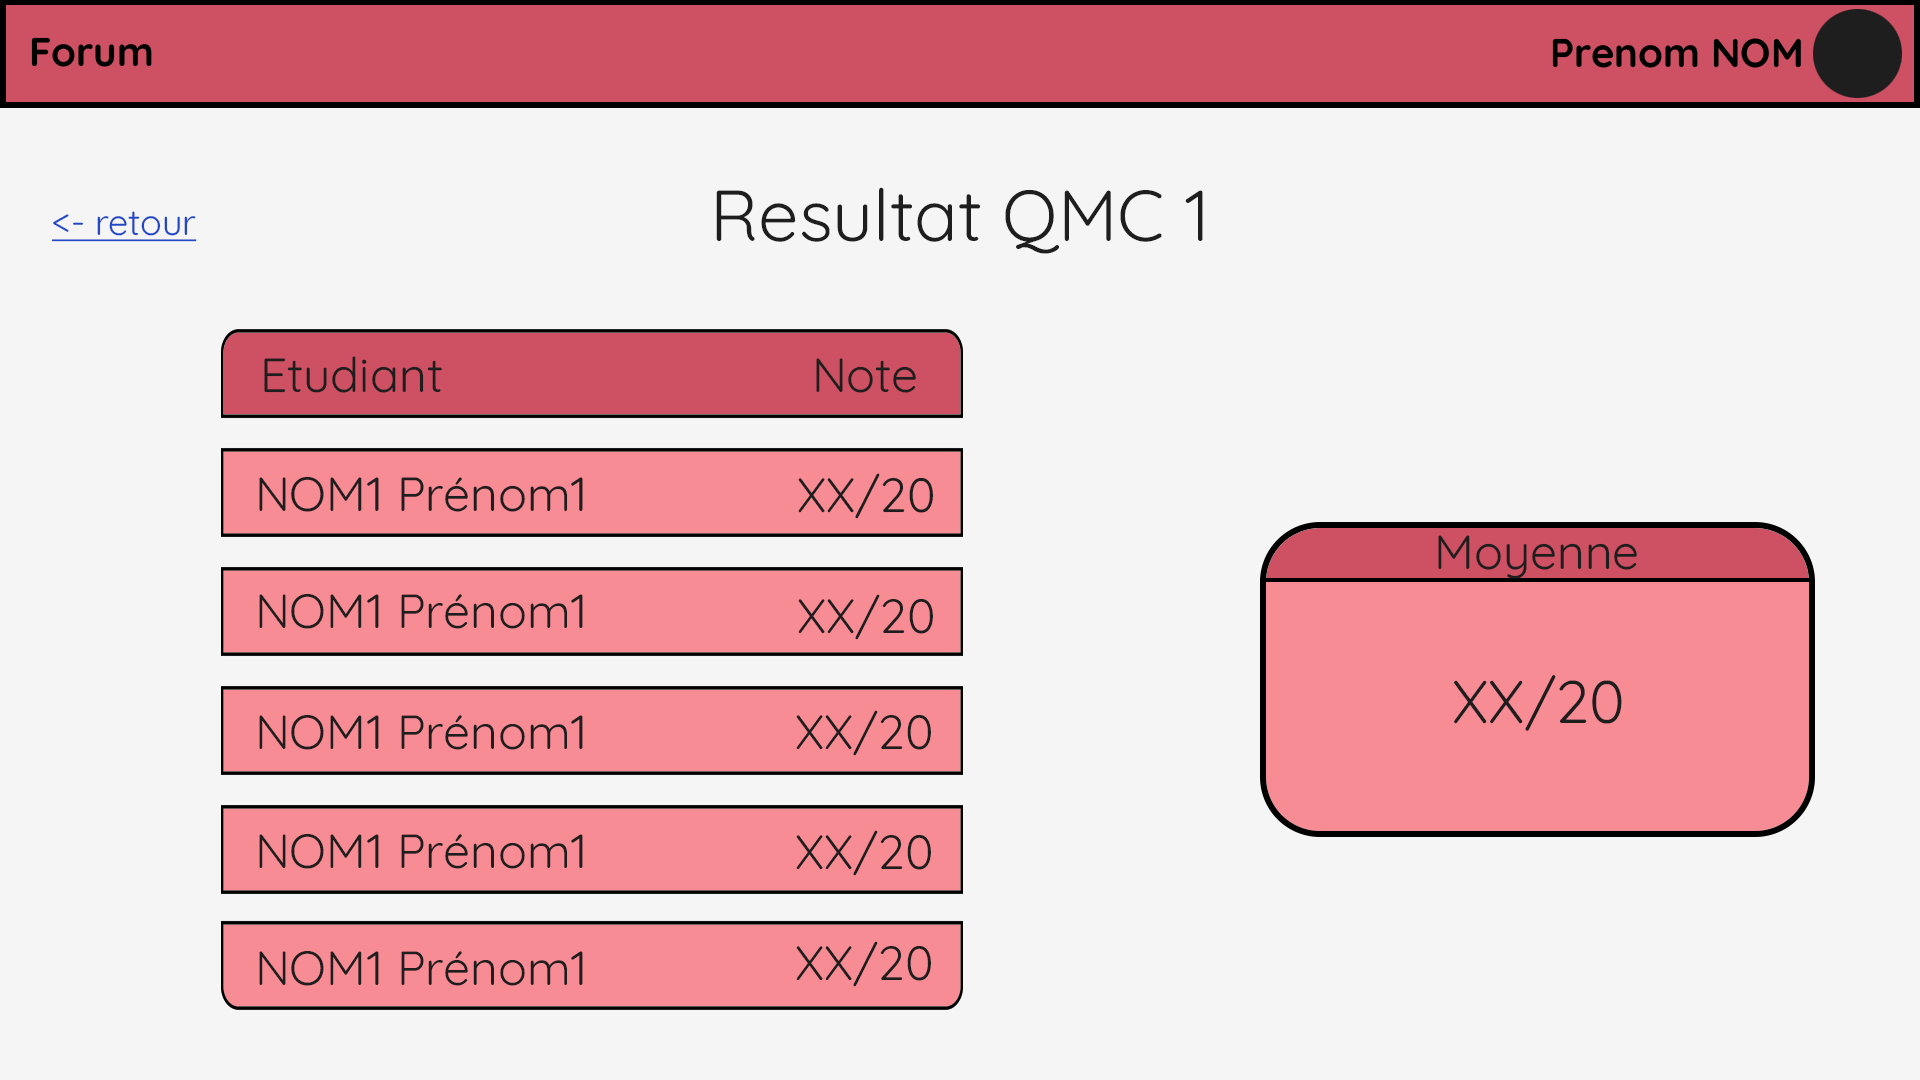 Forum
Prenom NOM
<- retour
Resultat QMC 1
Etudiant Note
NOM1 Prénom1 XX/20
NOM1 Prénom1 XX/20
NOM1 Prénom1 XX/20
NOM1 Prénom1 XX/20
NOM1 Prénom1 XX/20
Moyenne
XX/20